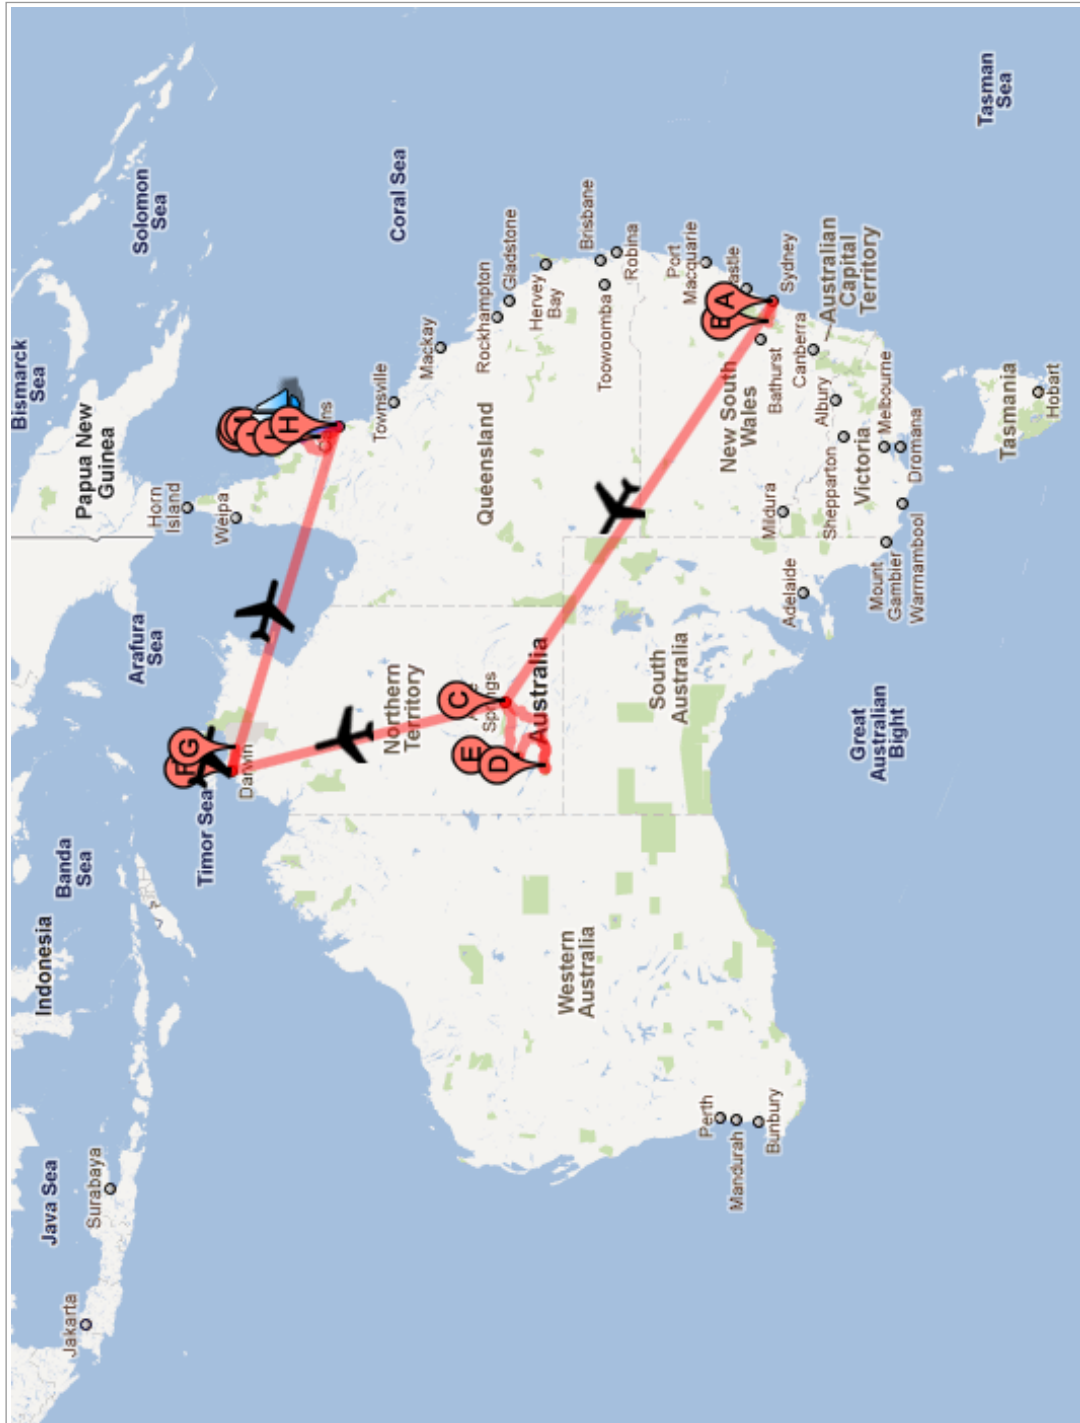 Bismarck
Sea
Solomon
Sea
Papua New
Guinea
Coral Sea
Tasman
Sea
Horn
Island
Weipa
Arafura
Sea
Timor Sea
Banda
Sea
Indonesia
Java Sea
Surabaya
Jakarta
H
G
Darwin
Townsville
Mackay
Rockhampton
Gladstone
Hervey
Bay
Brisbane
Robina
Toowoomba
Port
Macquarie
A
Sydney
Australian
Capital
Territory
Bathurst
Canberra
Albury
New South
Wales
Queensland
Northern
Territory
C
Springs
E
D
Australia
South
Australia
Western
Australia
Mildura
Shepparton
Victoria
Melbourne
Dromana
Adelaide
Mount
Gambier
Warrnambool
Tasmania
Hobart
Great
Australian
Bight
Perth
Mandurah
Bunbury